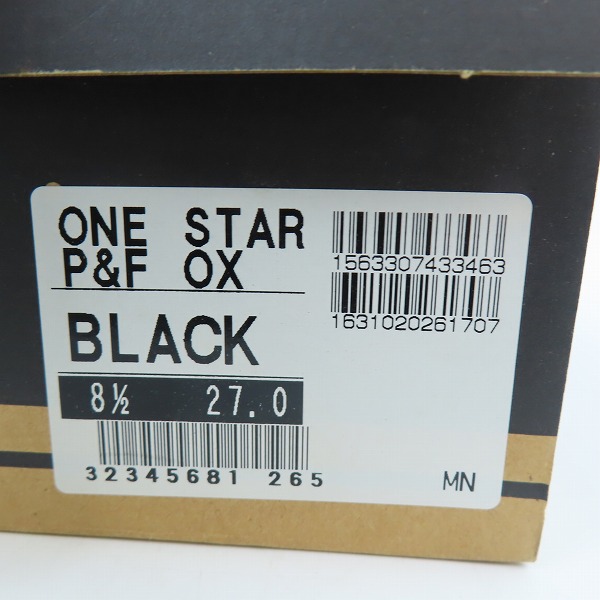 ONE STAR
P&F OX
1563307433463
1631020261707
BLACK
8½ 27.0
32345681 265
MN